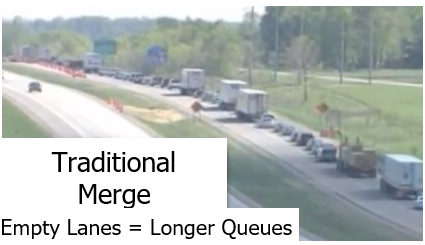 Traditional
Merge
Empty Lanes = Longer Queues